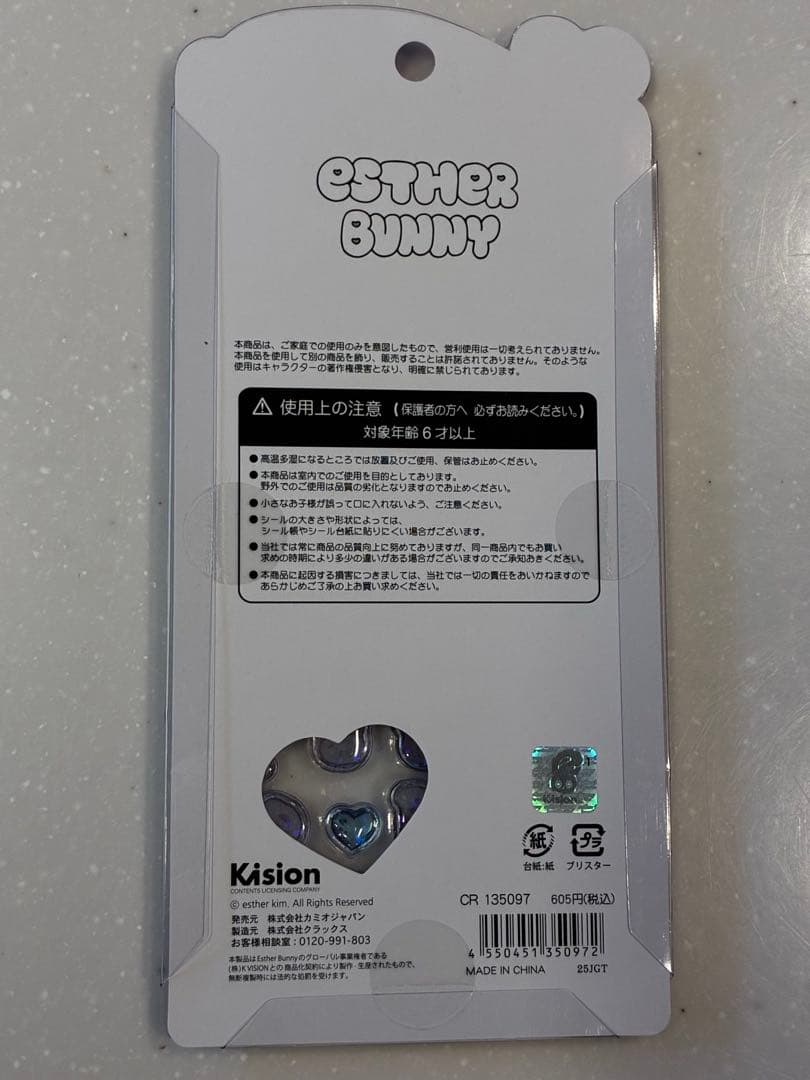 ESTHER
BUNNY
本商品は、ご家庭での使用のみを意図したもので、営利使用は一切考えられておりません。
本商品を使用して別の商品を飾り、販売することは許諾されておりません。そのような
使用はキャラクターの著作権侵害となり、明確に禁じられております。
⚠ 使用上の注意 (保護者の方へ 必ずお読みください。)
対象年齢6才以上
●高温多湿になるところでは放置及びご使用、保管はお止めください。
●本商品は室内でのご使用を目的としております。
野外でのご使用は品質の劣化となりますのでお止めください。
●小さなお子様が誤って口に入れないよう、ご注意ください。
●シールの大きさや形状によっては、
シール帳やシール台紙に貼りにくい場合がございます。
●当社では常に商品の品質向上に努めておりますが、同一商品内でもお買い
求めの時期により多少の違いがある場合がございますのでご承知おきください。
●本商品に起因する損害につきましては、当社では一切の責任をおいかねますので
あらかじめご了承の上お買い求めください。
Kision
紙
プラ
台紙:紙
ブリスター
Kision
CONTENTS LICENSING COMPANY
© esther kim. All Rights Reserved
発売元 株式会社カミオジャパン
製造元 株式会社クラックス
お客様相談室:0120-991-803
本製品はEsther Bunnyのグローバル事業権者である
(株)K VISIONとの商品化契約により製作・生産されたもので、
無断複製時には法的な処罰を受けます。
CR 135097 605円(税込)
4 550451 350972
MADE IN CHINA 25JGT